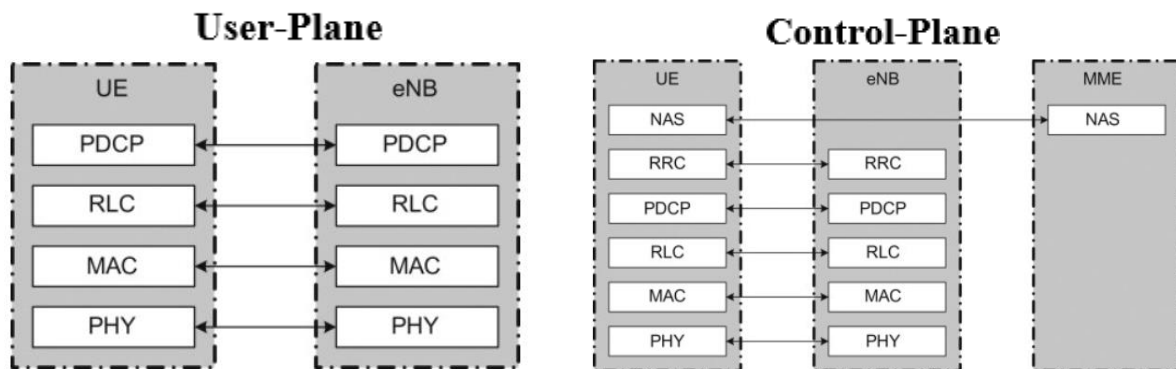 User-Plane
UE eNB
PDCP PDCP
RLC RLC
MAC MAC
PHY PHY
Control-Plane
UE eNB MME
NAS NAS
RRC RRC
PDCP PDCP
RLC RLC
MAC MAC
PHY PHY